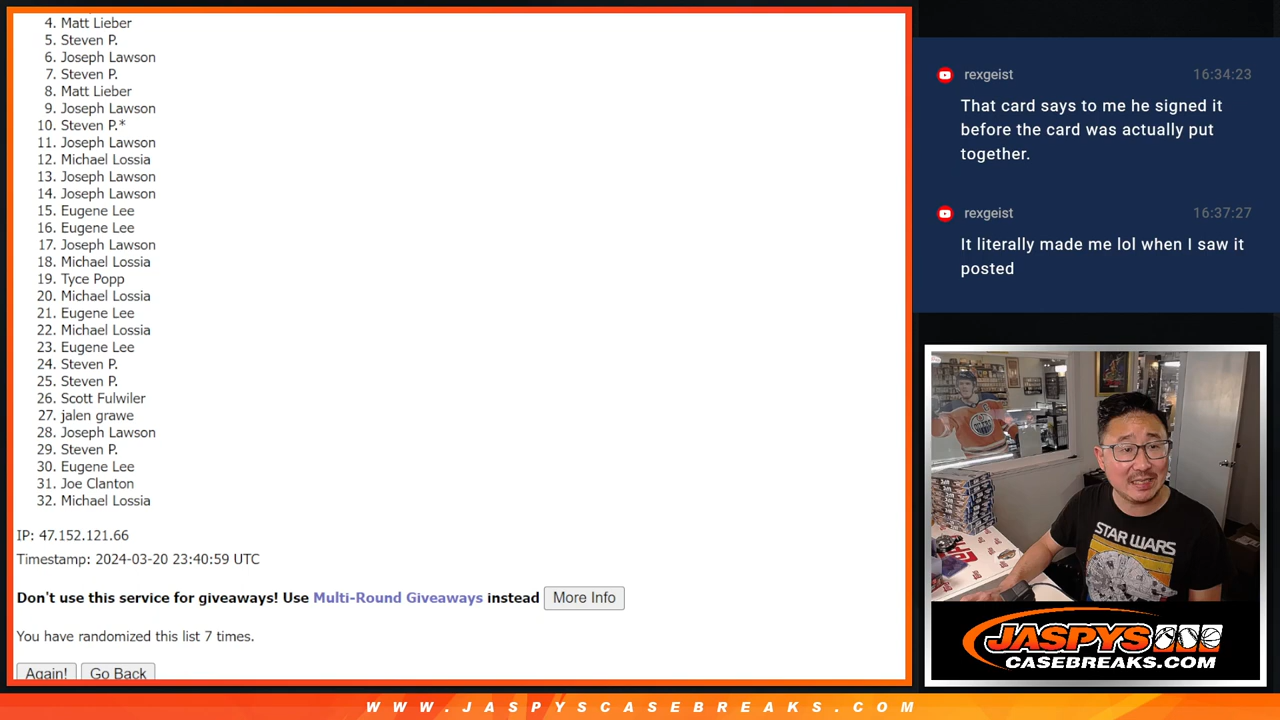 4. Matt Lieber
5. Steven P.
6. Joseph Lawson
7. Steven P.
8. Matt Lieber
9. Joseph Lawson
10. Steven P.*
11. Joseph Lawson
12. Michael Lossia
13. Joseph Lawson
14. Joseph Lawson
15. Eugene Lee
16. Eugene Lee
17. Joseph Lawson
18. Michael Lossia
19. Tyce Popp
20. Michael Lossia
21. Eugene Lee
22. Michael Lossia
23. Eugene Lee
24. Steven P.
25. Steven P.
26. Scott Fulwiler
27. jalen grawe
28. Joseph Lawson
29. Steven P.
30. Eugene Lee
31. Joe Clanton
32. Michael Lossia
IP: 47.152.121.66
Timestamp: 2024-03-20 23:40:59 UTC
Don't use this service for giveaways! Use Multi-Round Giveaways instead More Info
You have randomized this list 7 times.
Again! Go Back
rexgeist 16:34:23
That card says to me he signed it
before the card was actually put
together.
rexgeist 16:37:27
It literally made me lol when I saw it
posted
STAR WARS
JASPYS
CASEBREAKS.COM
WWW.JASPYSCASEBREAKS.COM